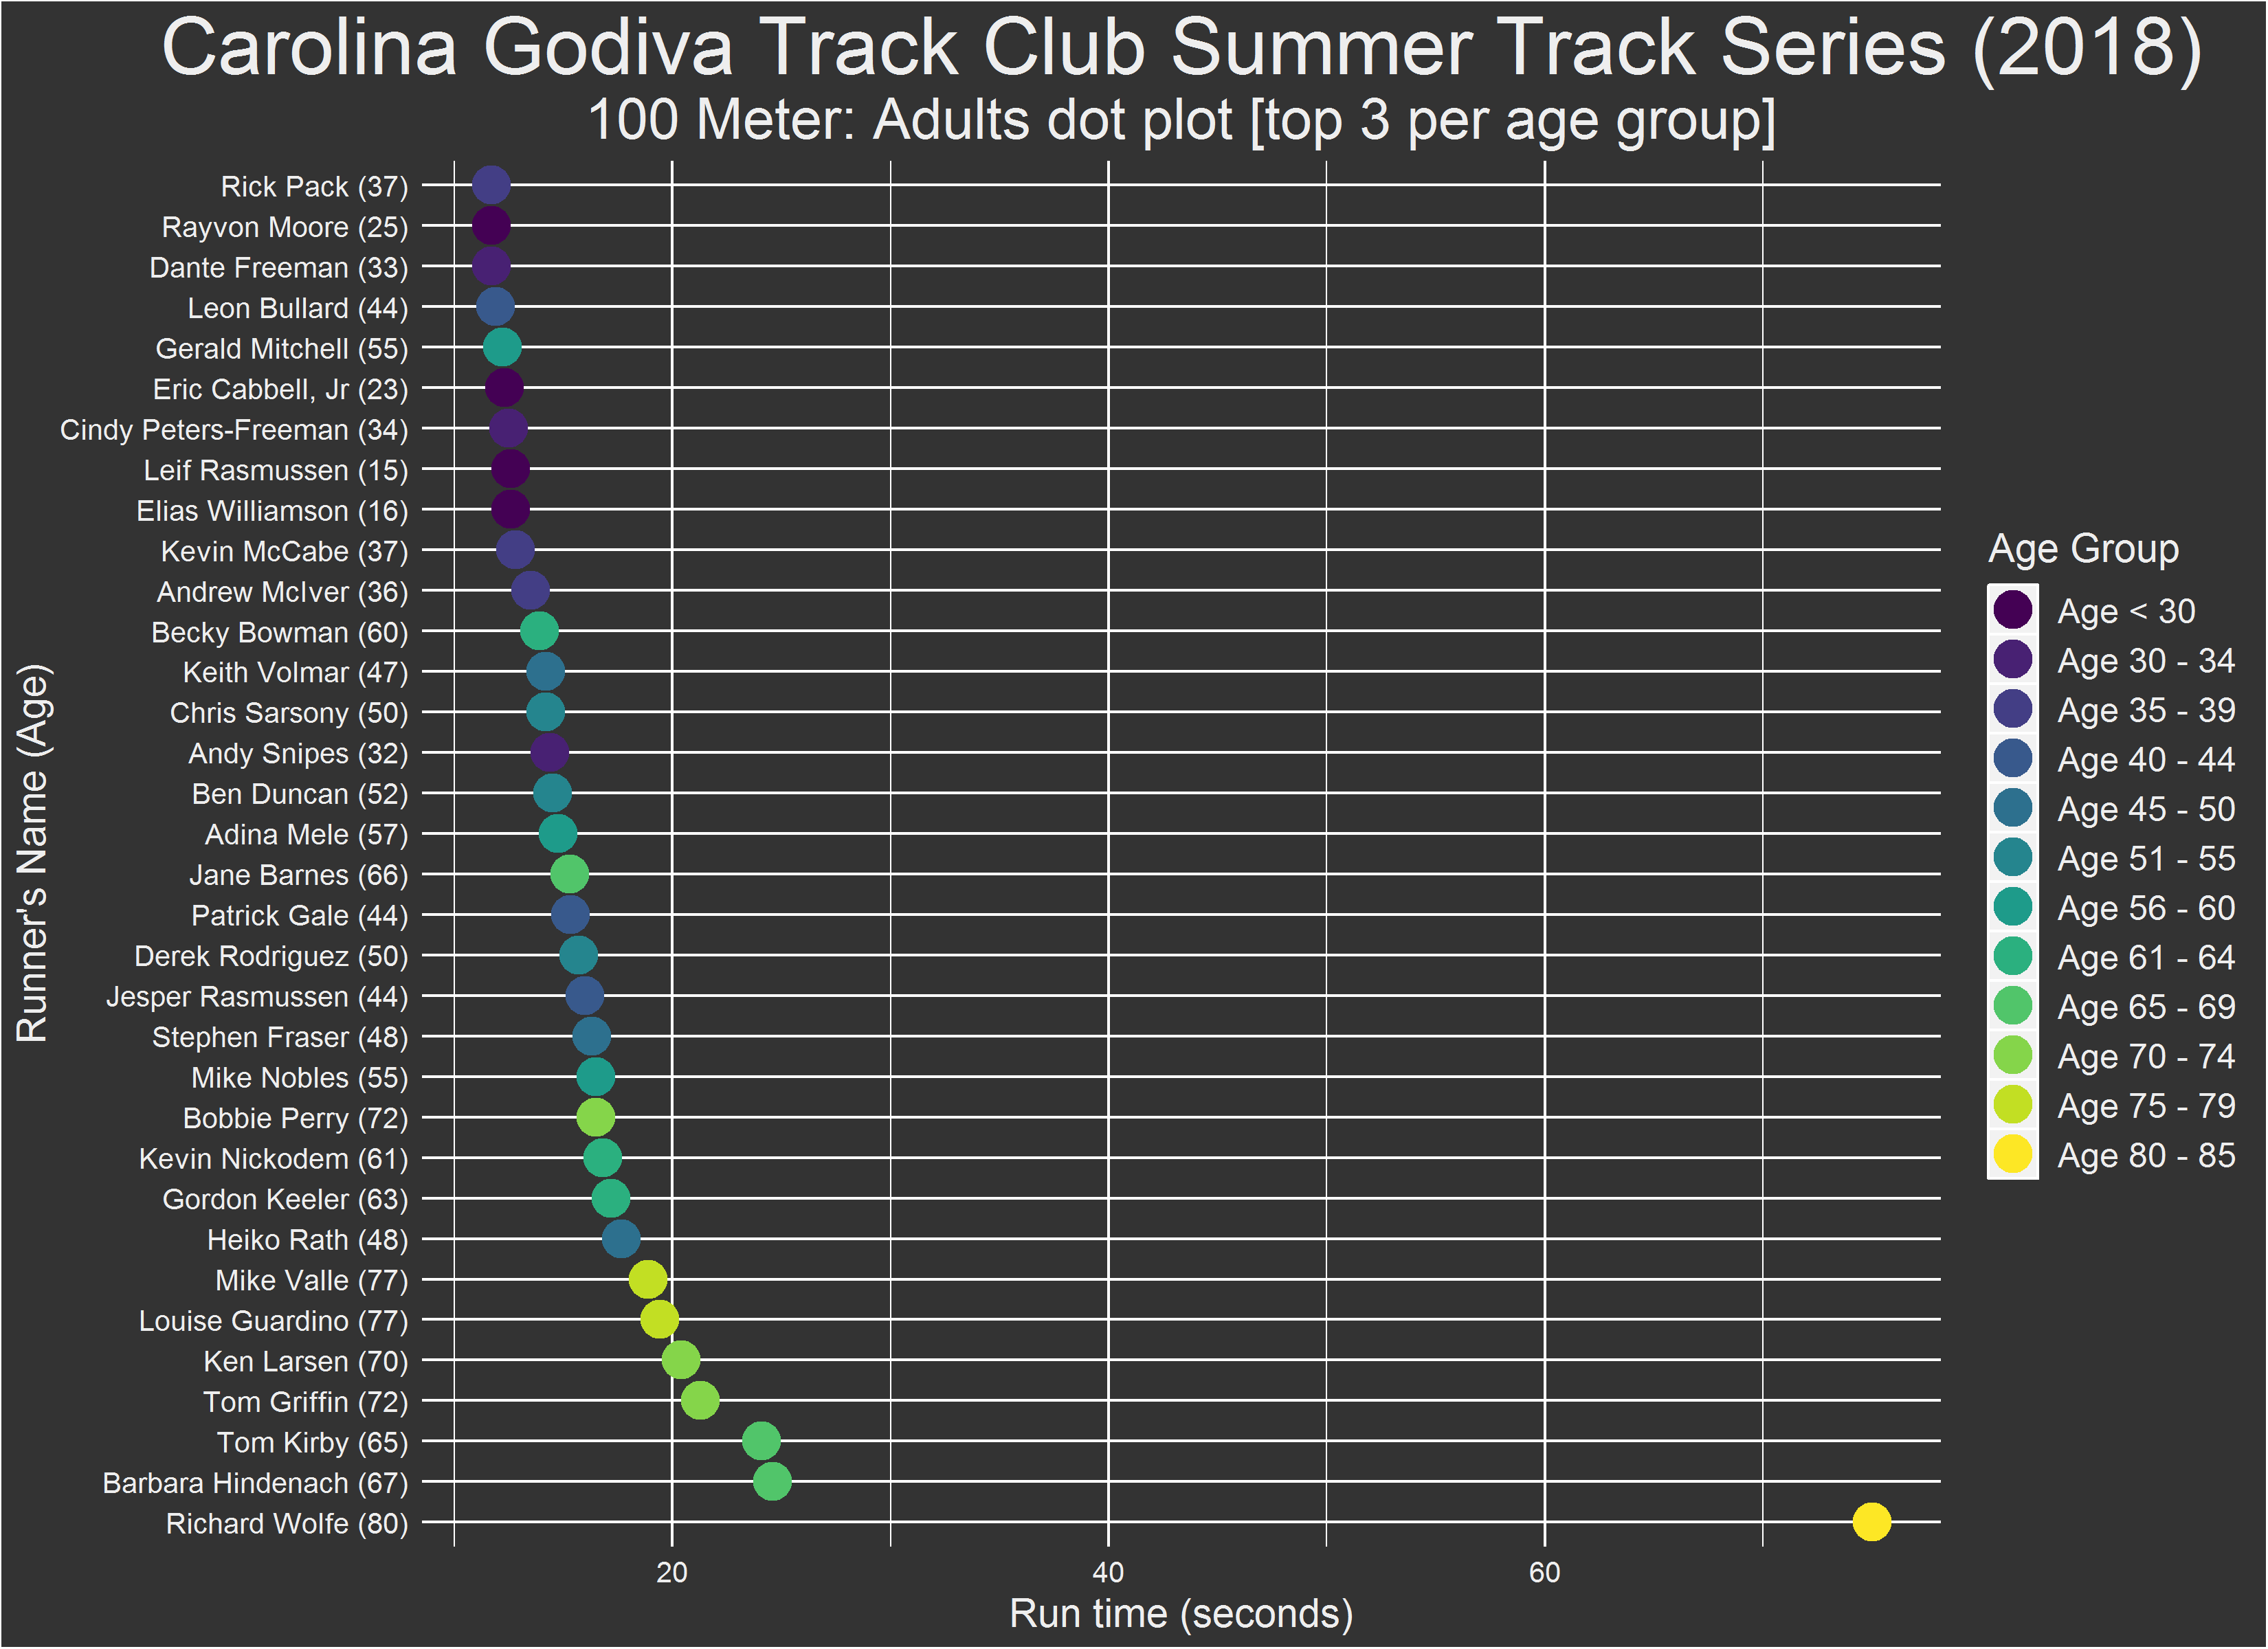 Carolina Godiva Track Club Summer Track Series (2018)
100 Meter: Adults dot plot [top 3 per age group]
Runner's Name (Age)
Rick Pack (37)
Rayvon Moore (25)
Dante Freeman (33)
Leon Bullard (44)
Gerald Mitchell (55)
Eric Cabbell, Jr (23)
Cindy Peters-Freeman (34)
Leif Rasmussen (15)
Elias Williamson (16)
Kevin McCabe (37)
Andrew McIver (36)
Becky Bowman (60)
Keith Volmar (47)
Chris Sarsony (50)
Andy Snipes (32)
Ben Duncan (52)
Adina Mele (57)
Jane Barnes (66)
Patrick Gale (44)
Derek Rodriguez (50)
Jesper Rasmussen (44)
Stephen Fraser (48)
Mike Nobles (55)
Bobbie Perry (72)
Kevin Nickodem (61)
Gordon Keeler (63)
Heiko Rath (48)
Mike Valle (77)
Louise Guardino (77)
Ken Larsen (70)
Tom Griffin (72)
Tom Kirby (65)
Barbara Hindenach (67)
Richard Wolfe (80)
20 40 60
Run time (seconds)
Age Group
Age < 30
Age 30 - 34
Age 35 - 39
Age 40 - 44
Age 45 - 50
Age 51 - 55
Age 56 - 60
Age 61 - 64
Age 65 - 69
Age 70 - 74
Age 75 - 79
Age 80 - 85